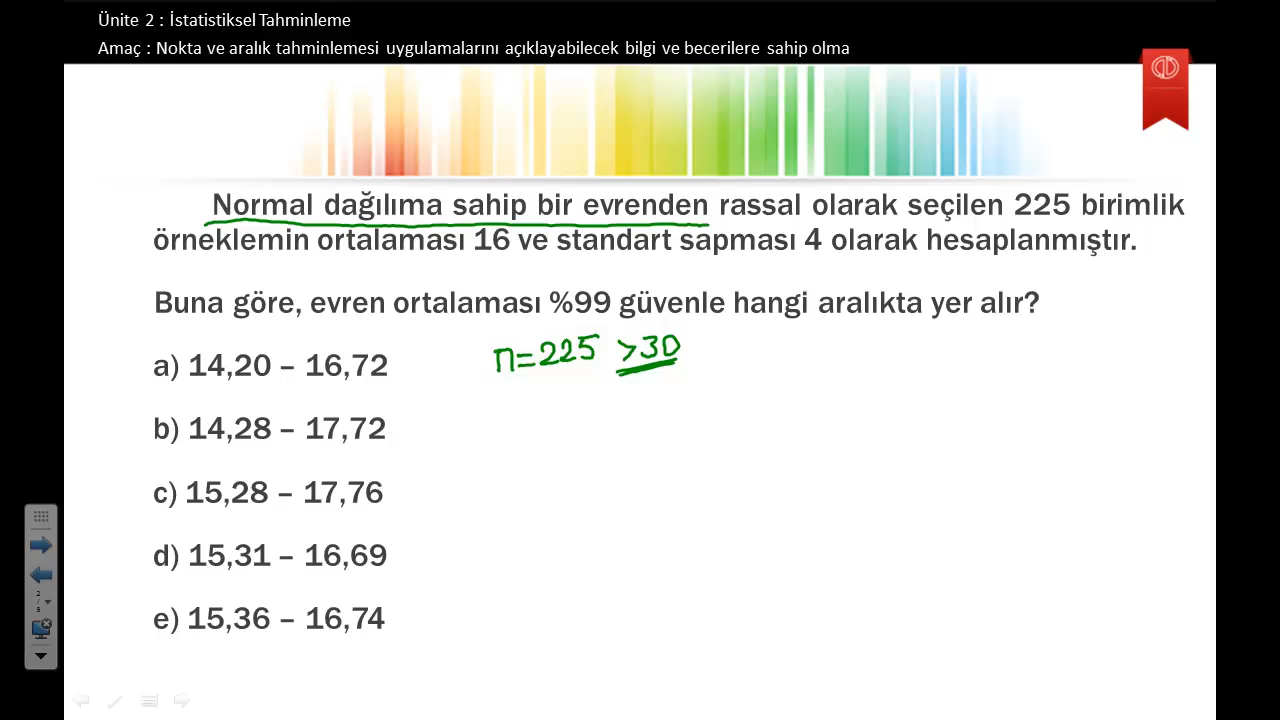 Ünite 2 : İstatistiksel Tahminleme
Amaç : Nokta ve aralık tahminlemesi uygulamalarını açıklayabilecek bilgi ve becerilere sahip olma
Normal dağılıma sahip bir evrenden rassal olarak seçilen 225 birimlik
örneklemin ortalaması 16 ve standart sapması 4 olarak hesaplanmıştır.
Buna göre, evren ortalaması %99 güvenle hangi aralıkta yer alır?
n=225 >30
a) 14,20 – 16,72
b) 14,28 – 17,72
c) 15,28 – 17,76
d) 15,31 – 16,69
e) 15,36 – 16,74
2
/
9